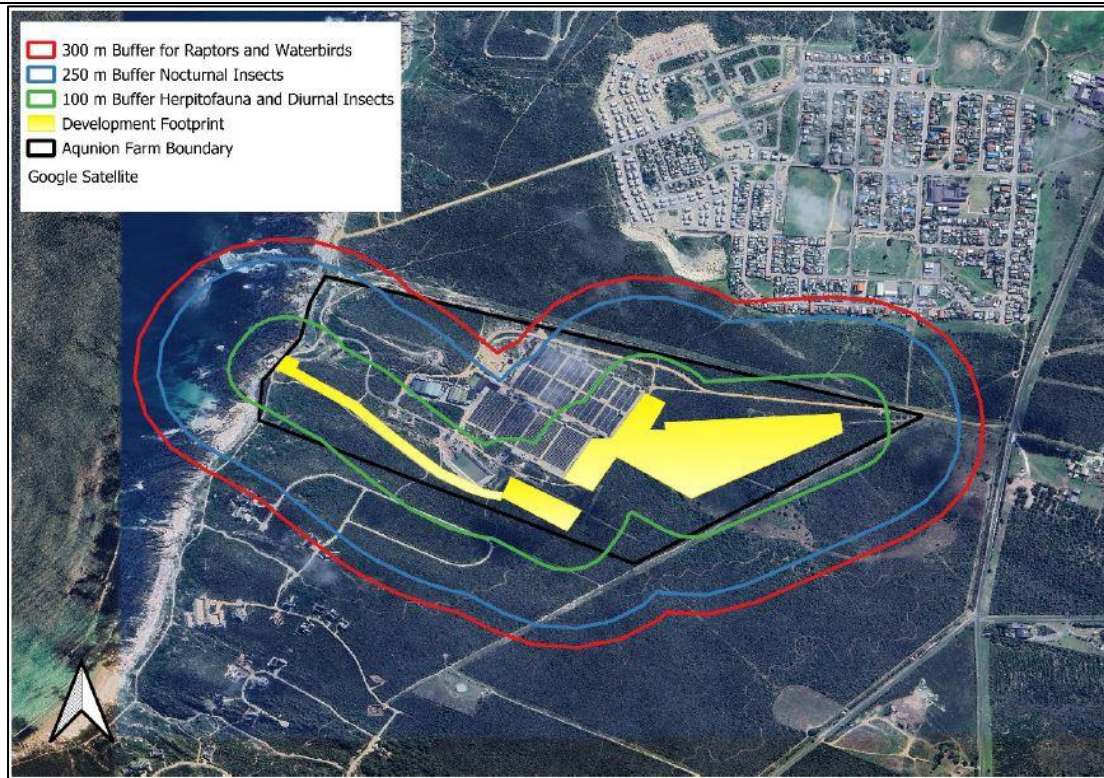 300 m Buffer for Raptors and Waterbirds
250 m Buffer Nocturnal Insects
100 m Buffer Herpitofauna and Diurnal Insects
Development Footprint
Aqunion Farm Boundary
Google Satellite